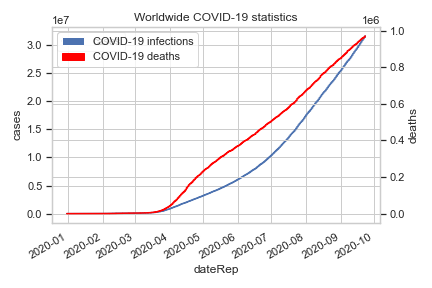 Worldwide COVID-19 statistics
1e7
1e6
COVID-19 infections
COVID-19 deaths
3.0
2.5
2.0
1.5
1.0
0.5
0.0
cases
1.0
0.8
0.6
0.4
0.2
0.0
deaths
2020-01
2020-02
2020-03
2020-04
2020-05
2020-06
2020-07
2020-08
2020-09
2020-10
dateRep